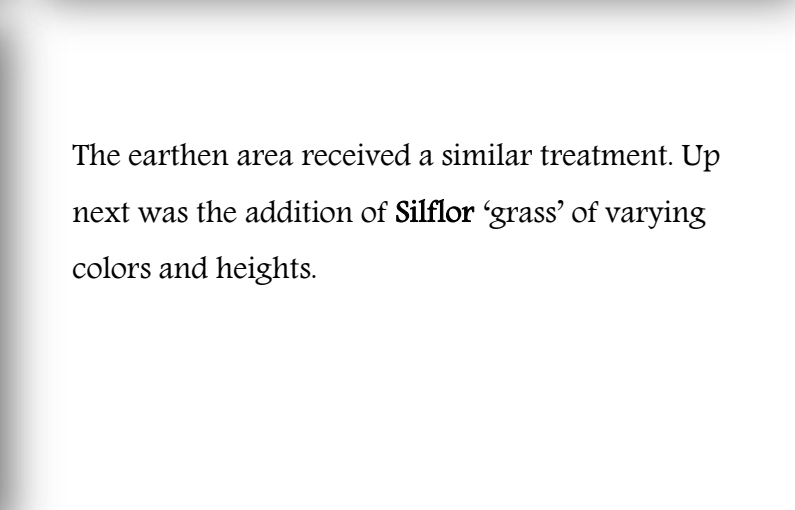 The earthen area received a similar treatment. Up
next was the addition of Silflor ‘grass’ of varying
colors and heights.